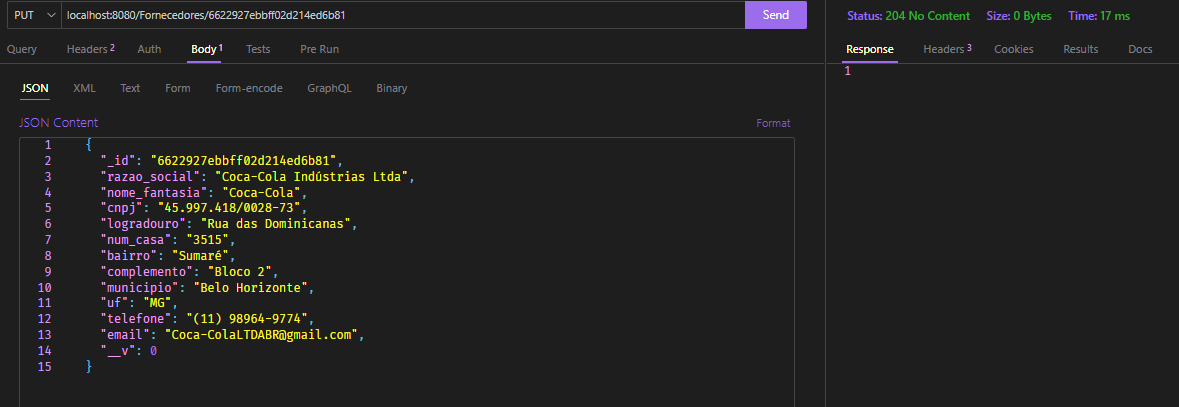 PUT localhost:8080/Fornecedores/6622927ebbff02d214ed6b81 Send
Query Headers 2 Auth Body 1 Tests Pre Run
JSON XML Text Form Form-encode GraphQL Binary
JSON Content Format
1 {
2 "_id": "6622927ebbff02d214ed6b81",
3 "razao_social": "Coca-Cola Indústrias Ltda",
4 "nome_fantasia": "Coca-Cola",
5 "cnpj": "45.997.418/0028-73",
6 "logradouro": "Rua das Dominicanas",
7 "num_casa": "3515",
8 "bairro": "Sumaré",
9 "complemento": "Bloco 2",
10 "municipio": "Belo Horizonte",
11 "uf": "MG",
12 "telefone": "(11) 98964-9774",
13 "email": "Coca-ColaLTDABR@gmail.com",
14 "__v": 0
15 }
Status: 204 No Content Size: 0 Bytes Time: 17 ms
Response Headers 3 Cookies Results Docs
1